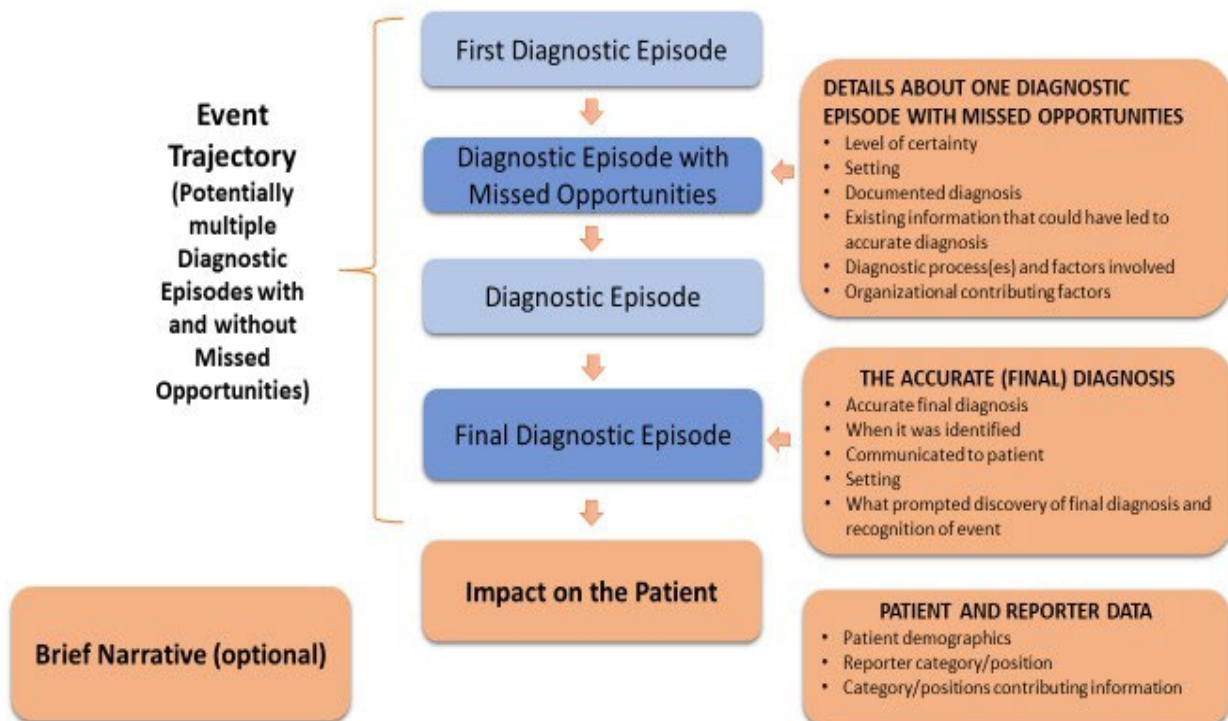 First Diagnostic Episode
Event
Trajectory
(Potentially
multiple
Diagnostic
Episodes with
and without
Missed
Opportunities)
Diagnostic Episode with
Missed Opportunities
DETAILS ABOUT ONE DIAGNOSTIC
EPISODE WITH MISSED OPPORTUNITIES
• Level of certainty
• Setting
• Documented diagnosis
• Existing information that could have led to
accurate diagnosis
• Diagnostic process(es) and factors involved
• Organizational contributing factors
Diagnostic Episode
Final Diagnostic Episode
THE ACCURATE (FINAL) DIAGNOSIS
• Accurate final diagnosis
• When it was identified
• Communicated to patient
• Setting
• What prompted discovery of final diagnosis and
recognition of event
Impact on the Patient
Brief Narrative (optional)
PATIENT AND REPORTER DATA
• Patient demographics
• Reporter category/position
• Category/positions contributing information